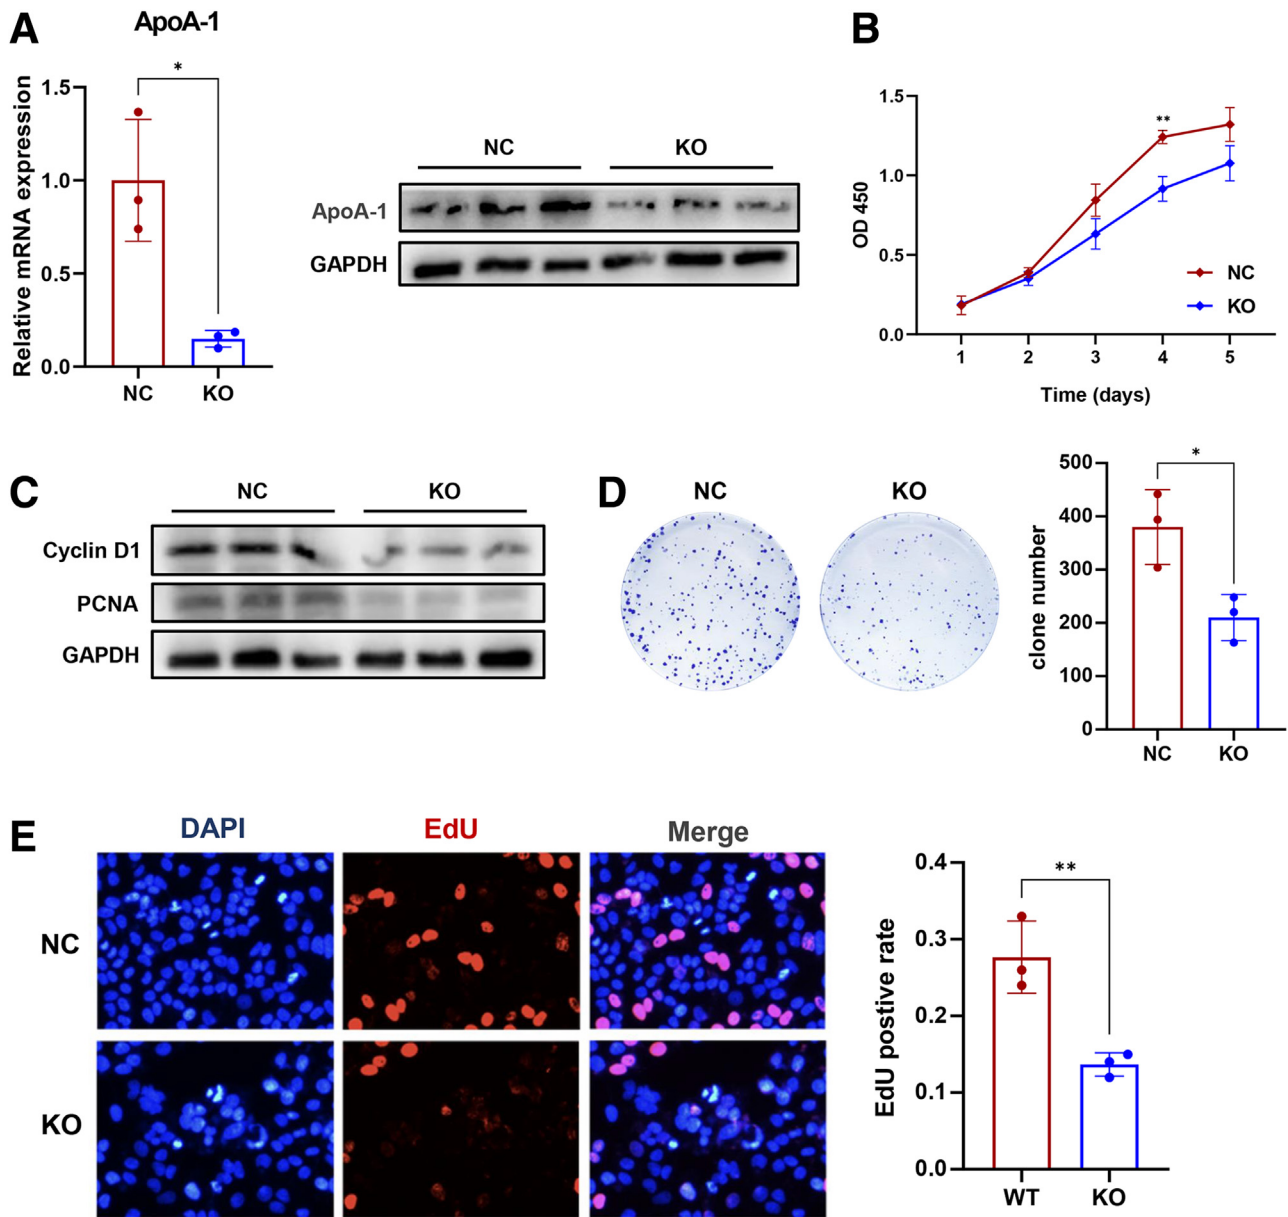 A
ApoA-1
*
Relative mRNA expression
1.5
1.0
0.5
0.0
NC
KO
NC
KO
ApoA-1
GAPDH
B
OD 450
1.5
1.0
0.5
0.0
**
NC
KO
1 2 3 4 5
Time (days)
C
NC
KO
Cyclin D1
PCNA
GAPDH
D
NC
KO
clone number
500
400
300
200
100
0
*
NC
KO
E
DAPI
EdU
Merge
NC
KO
EdU postive rate
0.4
0.3
0.2
0.1
0.0
**
WT
KO